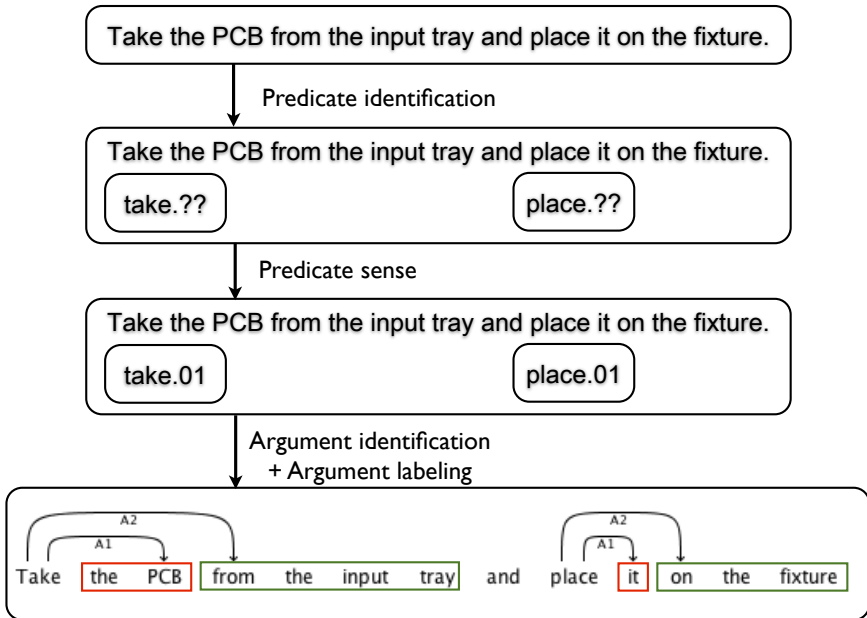 Take the PCB from the input tray and place it on the fixture.
Predicate identification
Take the PCB from the input tray and place it on the fixture.
take.?? place.??
Predicate sense
Take the PCB from the input tray and place it on the fixture.
take.01 place.01
Argument identification
+ Argument labeling
A2 A2
A1 A1
Take the PCB from the input tray and place it on the fixture